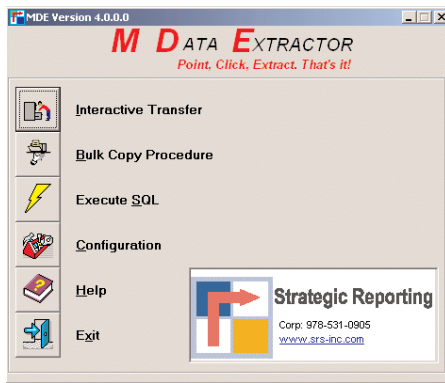 MDE Version 4.0.0.0
M DATA EXTRACTOR
Point, Click, Extract. That's it!
Interactive Transfer
Bulk Copy Procedure
Execute SQL
Configuration
Help
Exit
Strategic Reporting
Corp: 978-531-0905
www.srs-inc.com